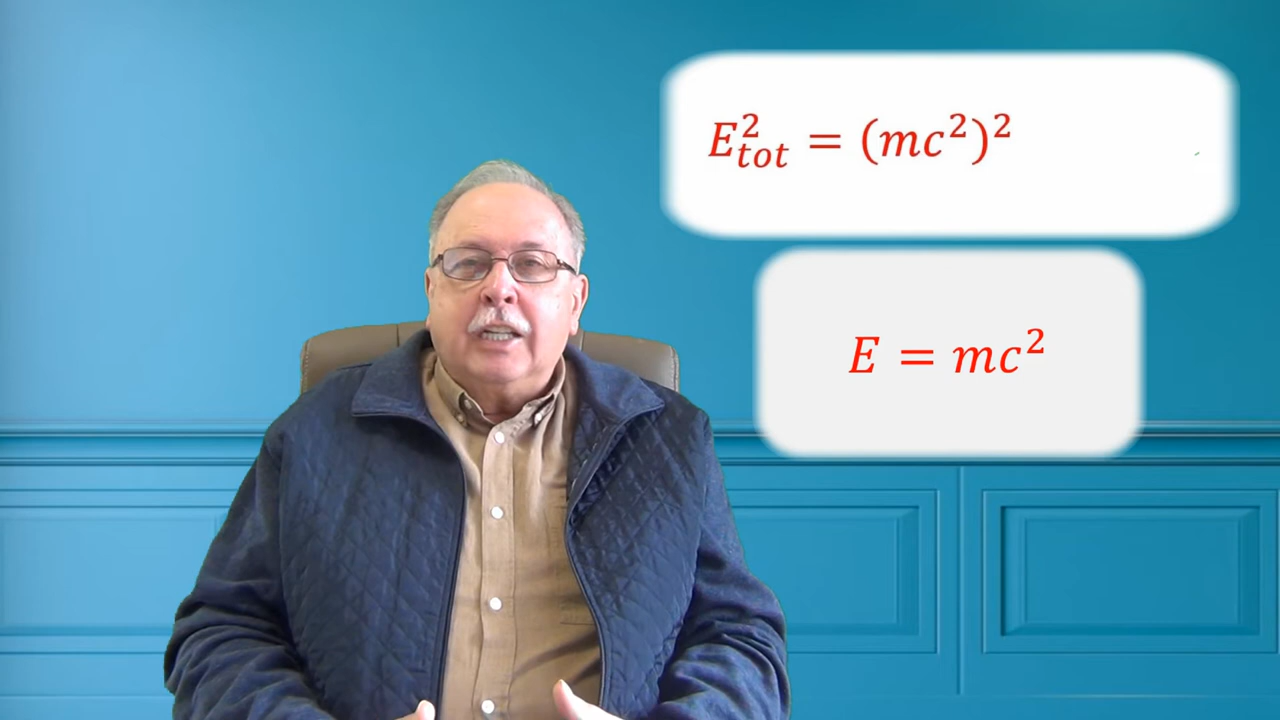 E²ₜₒₜ = (mc²)²
E = mc²